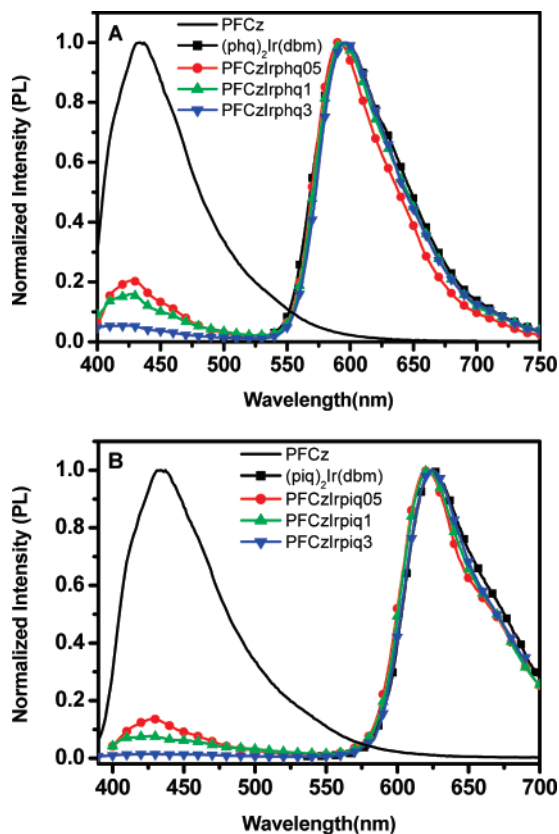 A
PFCz
(phq)₂Ir(dbm)
PFCzIrphq05
PFCzIrphq1
PFCzIrphq3
Normalized Intensity (PL)
1.0
0.8
0.6
0.4
0.2
0.0
400 450 500 550 600 650 700 750
Wavelength(nm)
B
PFCz
(piq)₂Ir(dbm)
PFCzIrpiq05
PFCzIrpiq1
PFCzIrpiq3
Normalized Intensity (PL)
1.0
0.8
0.6
0.4
0.2
0.0
400 450 500 550 600 650 700
Wavelength(nm)